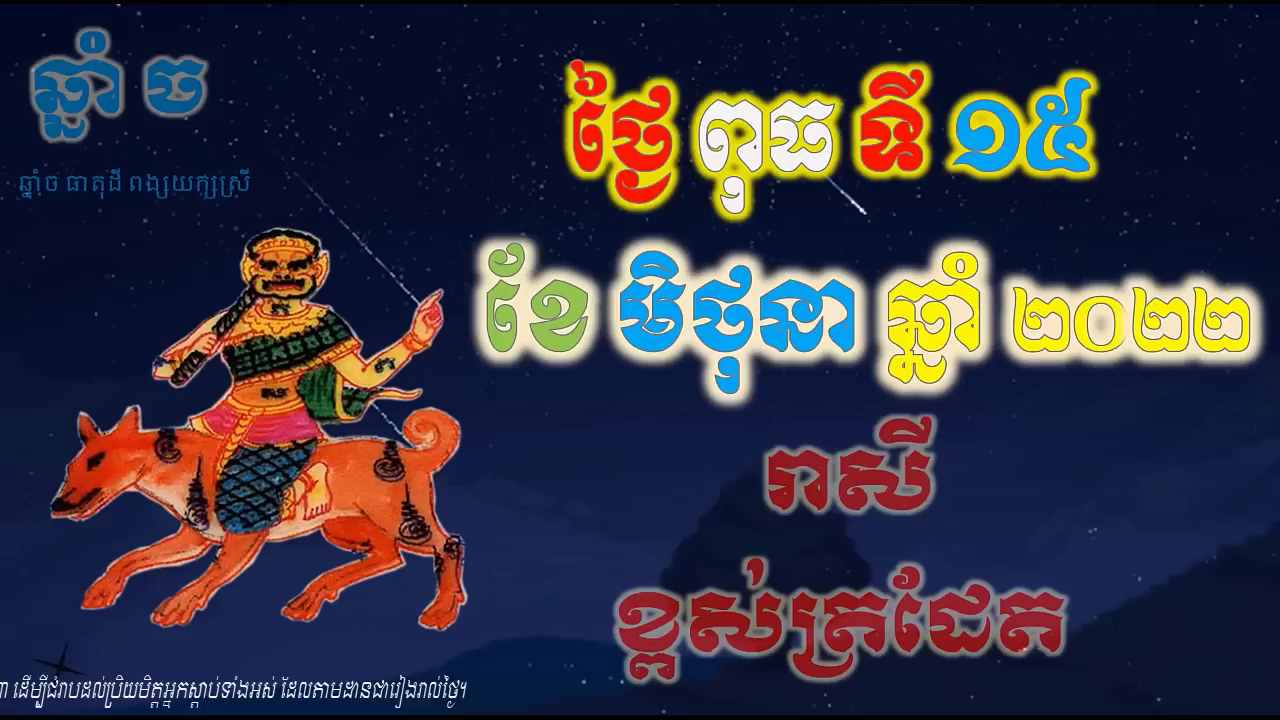 ឆ្នាំ ច
ឆ្នាំច ធាតុដី ពង្សយក្សស្រី
ថ្ងៃ ពុធ ទី ១៥
ខែ មិថុនា ឆ្នាំ ២០២២
រាសី
ខ្ពស់ត្រដែត
ដើម្បីជំរាបដល់ប្រិយមិត្តអ្នកស្ដាប់ទាំងអស់ ដែលតាមដានជារៀងរាល់ថ្ងៃ។